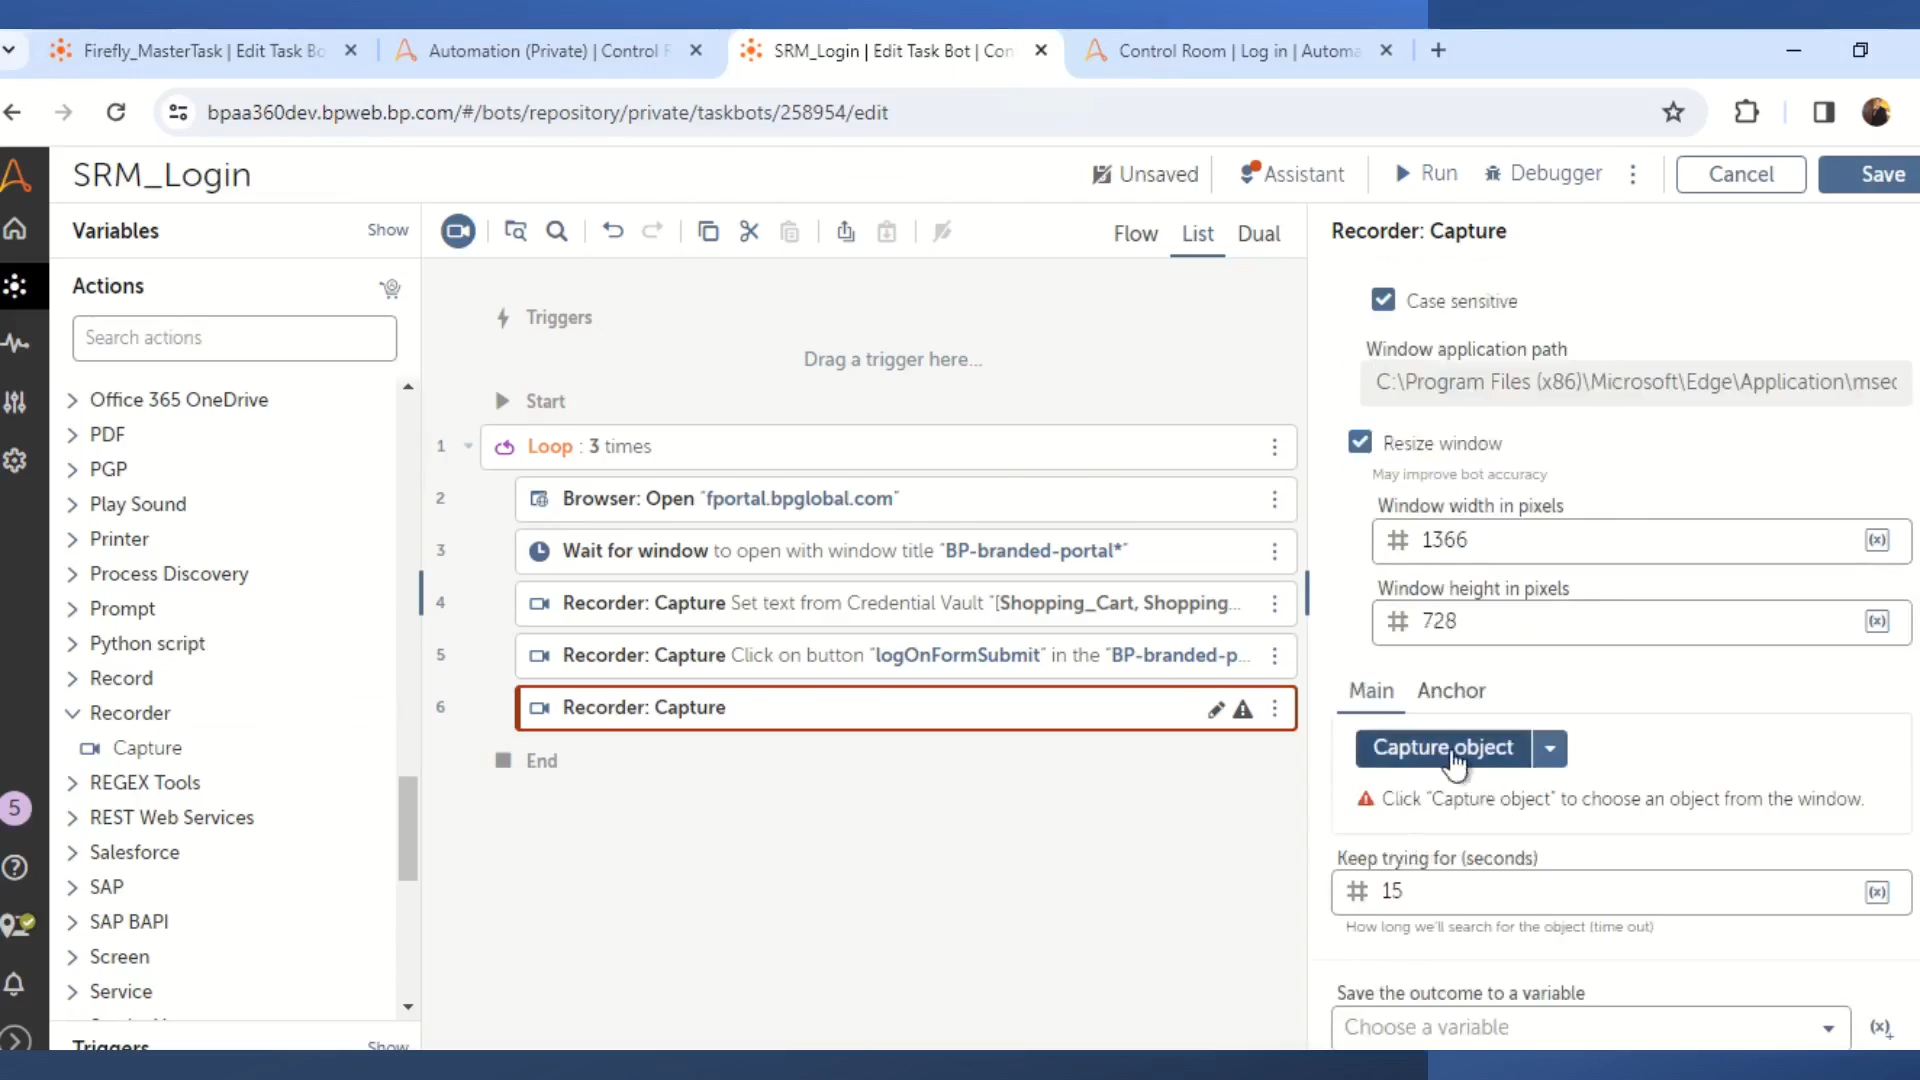 Firefly_MasterTask | Edit Task Bo
Automation (Private) | Control R
SRM_Login | Edit Task Bot | Con
Control Room | Log in | Automa
bpaa360dev.bpweb.bp.com/#/bots/repository/private/taskbots/258954/edit
SRM_Login
Unsaved
Assistant
Run
Debugger
Cancel
Save
Variables
Show
Flow
List
Dual
Recorder: Capture
Actions
Search actions
Office 365 OneDrive
PDF
PGP
Play Sound
Printer
Process Discovery
Prompt
Python script
Record
Recorder
Capture
REGEX Tools
REST Web Services
Salesforce
SAP
SAP BAPI
Screen
Service
Triggers
Show
5
Triggers
Drag a trigger here...
Start
1 Loop : 3 times
2 Browser: Open "fportal.bpglobal.com"
3 Wait for window to open with window title "BP-branded-portal*"
4 Recorder: Capture Set text from Credential Vault "[Shopping_Cart, Shopping...
5 Recorder: Capture Click on button "logOnFormSubmit" in the "BP-branded-p...
6 Recorder: Capture
End
Case sensitive
Window application path
C:\Program Files (x86)\Microsoft\Edge\Application\msec
Resize window
May improve bot accuracy
Window width in pixels
# 1366 (x)
Window height in pixels
# 728 (x)
Main
Anchor
Capture object
Click "Capture object" to choose an object from the window.
Keep trying for (seconds)
# 15 (x)
How long we'll search for the object (time out)
Save the outcome to a variable
Choose a variable (x)+